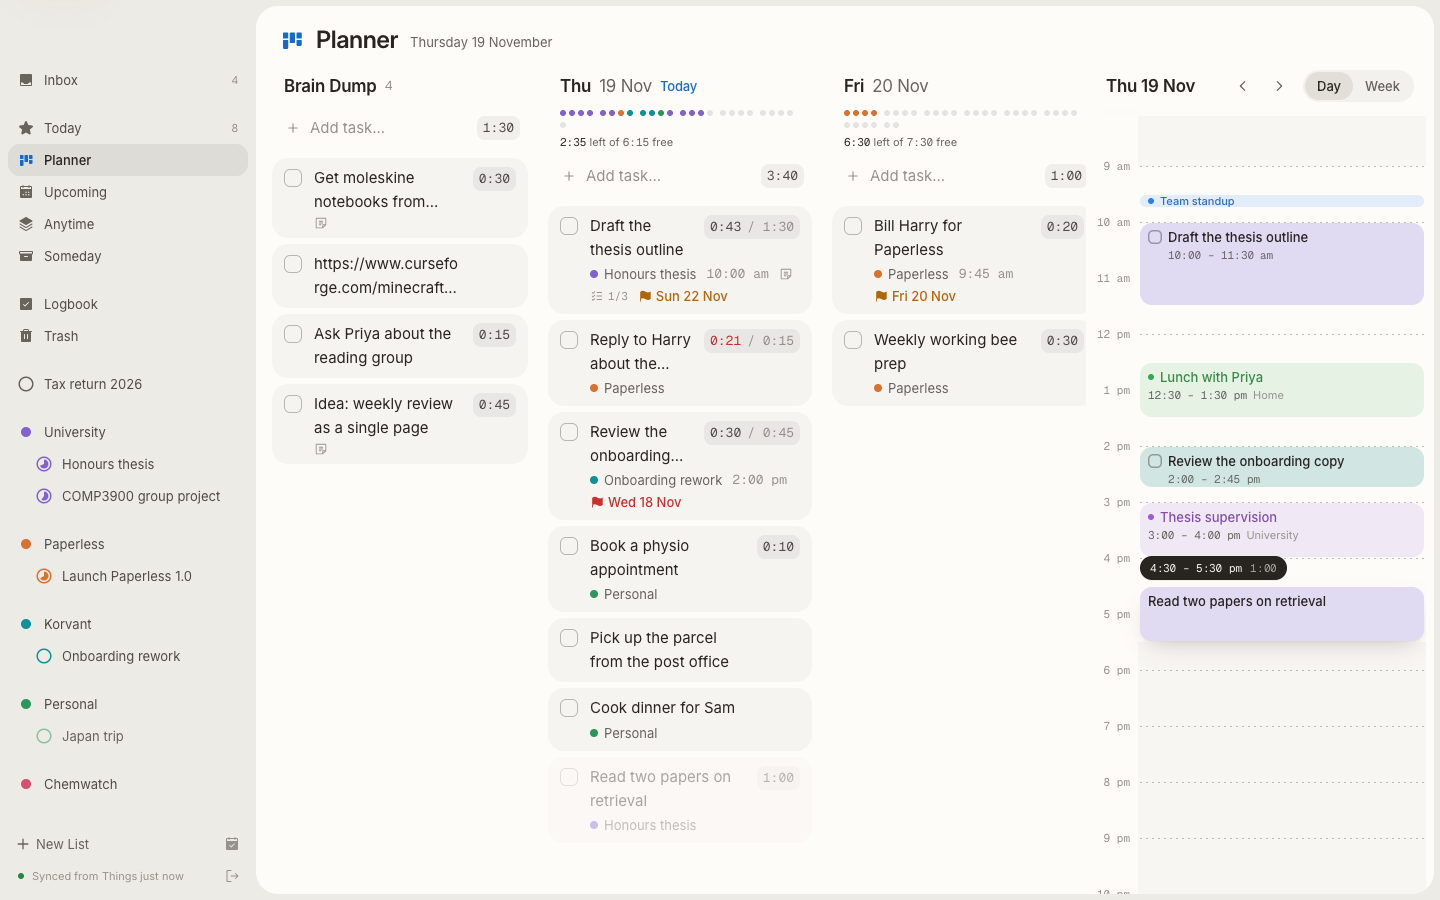 Inbox 4
Today 8
Planner
Upcoming
Anytime
Someday
Logbook
Trash
Tax return 2026
University
Honours thesis
COMP3900 group project
Paperless
Launch Paperless 1.0
Korvant
Onboarding rework
Personal
Japan trip
Chemwatch
New List
Synced from Things just now
Planner Thursday 19 November
Brain Dump 4
Add task... 1:30
Get moleskine 0:30
notebooks from...
https://www.cursefo
rge.com/minecraft...
Ask Priya about the 0:15
reading group
Idea: weekly review 0:45
as a single page
Thu 19 Nov Today
2:35 left of 6:15 free
Add task... 3:40
Draft the 0:43 / 1:30
thesis outline
Honours thesis 10:00 am
1/3 Sun 22 Nov
Reply to Harry 0:21 / 0:15
about the...
Paperless
Review the 0:30 / 0:45
onboarding...
Onboarding rework 2:00 pm
Wed 18 Nov
Book a physio 0:10
appointment
Personal
Pick up the parcel
from the post office
Cook dinner for Sam
Personal
Read two papers on 1:00
retrieval
Honours thesis
Fri 20 Nov
6:30 left of 7:30 free
Add task... 1:00
Bill Harry for 0:20
Paperless
Paperless 9:45 am
Fri 20 Nov
Weekly working bee 0:30
prep
Paperless
Thu 19 Nov Day Week
9 am
Team standup
10 am
Draft the thesis outline
10:00 – 11:30 am
11 am
12 pm
Lunch with Priya
1 pm 12:30 – 1:30 pm Home
2 pm
Review the onboarding copy
2:00 – 2:45 pm
3 pm
Thesis supervision
3:00 – 4:00 pm University
4 pm
4:30 – 5:30 pm 1:00
Read two papers on retrieval
5 pm
6 pm
7 pm
8 pm
9 pm
10 pm